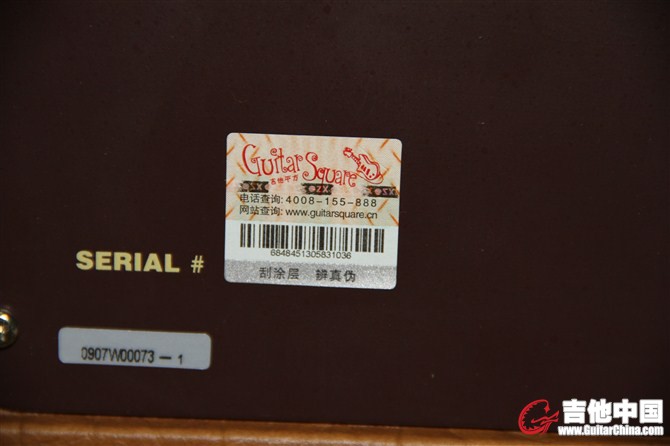 Guitar Square
吉他平方
电话查询: 4008-155-888
网站查询: www.guitarsquare.cn
6848451305831036
刮涂层 辨真伪
SERIAL #
0907W00073-1
吉他中国
www.GuitarChina.com